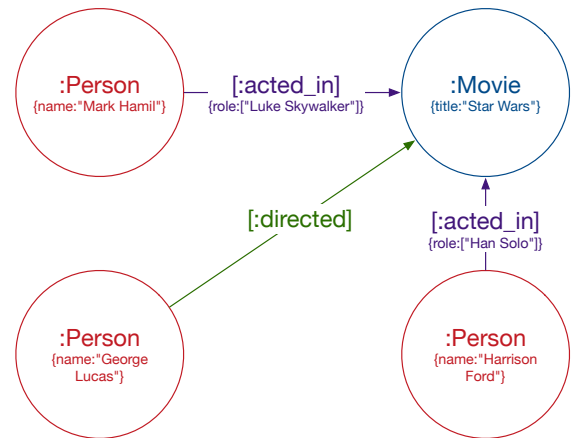 :Person
{name:"Mark Hamil"}
[:acted_in]
{role:["Luke Skywalker"]}
:Movie
{title:"Star Wars"}
[:directed]
[:acted_in]
{role:["Han Solo"]}
:Person
{name:"George
Lucas"}
:Person
{name:"Harrison
Ford"}